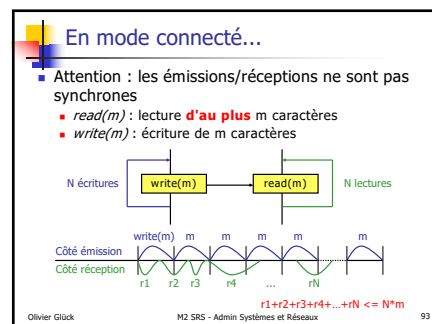 En mode connecté...
Attention : les émissions/réceptions ne sont pas
synchrones
read(m) : lecture d'au plus m caractères
write(m) : écriture de m caractères
N écritures write(m) read(m) N lectures
write(m) m m m m m
Côté émission
Côté réception
r1 r2 r3 r4 ... rN
r1+r2+r3+r4+...+rN <= N*m
Olivier Glück M2 SRS - Admin Systèmes et Réseaux 93